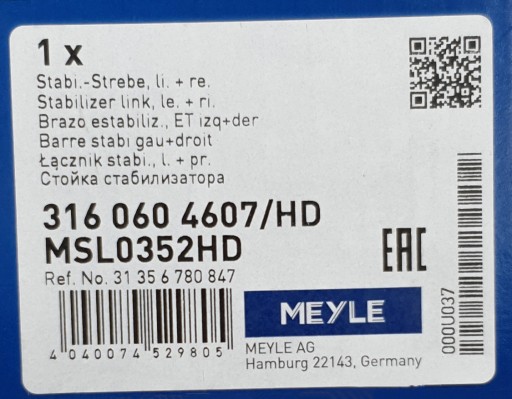 1 x
Stabi.-Strebe, li. + re.
Stabilizer link, le. + ri.
Brazo estabiliz., ET izq+der
Barre stabi gau+droit
Łącznik stabi., l. + pr.
Стойка стабилизатора
316 060 4607/HD
MSL0352HD
Ref. No. 31 35 6 780 847
EAC
000U037
4 040074 529805
MEYLE
MEYLE AG
Hamburg 22143, Germany